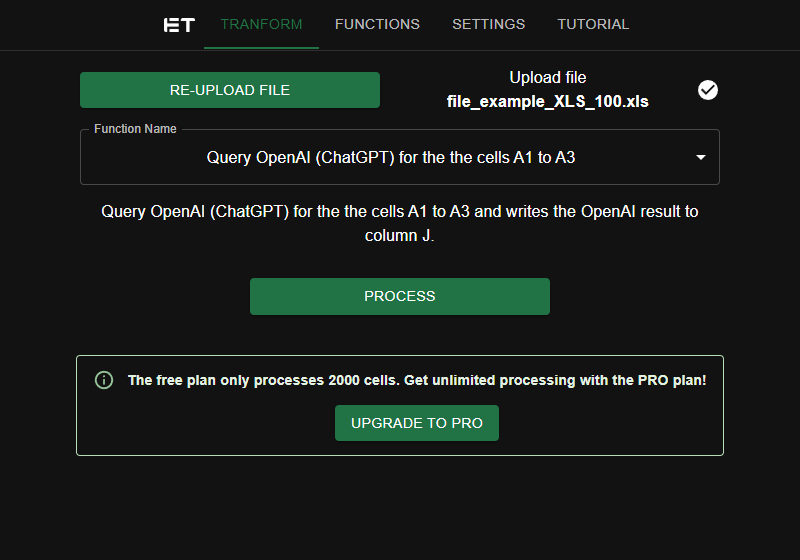 ET
TRANFORM
FUNCTIONS
SETTINGS
TUTORIAL
RE-UPLOAD FILE
Upload file
file_example_XLS_100.xls
Function Name
Query OpenAI (ChatGPT) for the the cells A1 to A3
Query OpenAI (ChatGPT) for the the cells A1 to A3 and writes the OpenAI result to
column J.
PROCESS
The free plan only processes 2000 cells. Get unlimited processing with the PRO plan!
UPGRADE TO PRO